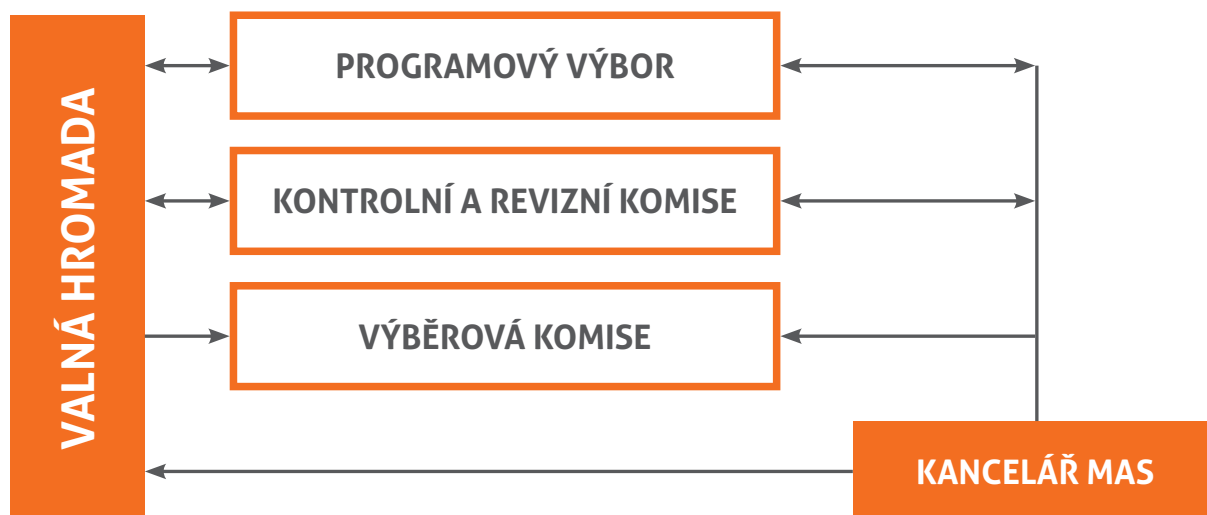 VALNÁ HROMADA
PROGRAMOVÝ VÝBOR
KONTROLNÍ A REVIZNÍ KOMISE
VÝBĚROVÁ KOMISE
KANCELÁŘ MAS